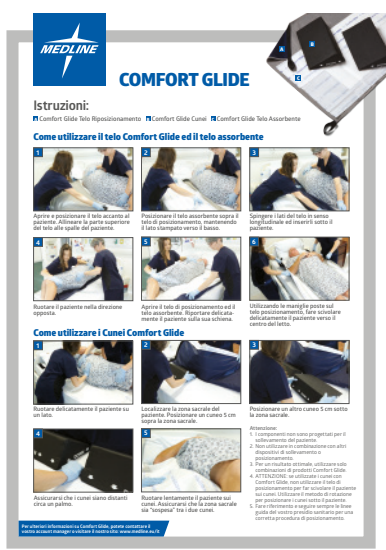 MEDLINE
COMFORT GLIDE
A
B
C
Istruzioni:
A Comfort Glide Telo Riposizionamento B Comfort Glide Cunei C Comfort Glide Telo Assorbente
Come utilizzare il telo Comfort Glide ed il telo assorbente
1
2
3
Aprire e posizionare il telo accanto al
paziente. Allineare la parte superiore
del telo alle spalle del paziente.
Posizionare il telo assorbente sopra il
telo di posizionamento, mantenendo
il lato stampato verso il basso.
Spingere i lati del telo in senso
longitudinale ed inserirli sotto il
paziente.
4
5
6
Ruotare il paziente nella direzione
opposta.
Aprire il telo di posizionamento ed il
telo assorbente. Riportare delicata-
mente il paziente sulla sua schiena.
Utilizzando le maniglie poste sul
telo posizionamento, fare scivolare
delicatamente il paziente verso il
centro del letto.
Come utilizzare i Cunei Comfort Glide
1
2
3
Ruotare delicatamente il paziente su
un lato.
Localizzare la zona sacrale del
paziente. Posizionare un cuneo 5 cm
sopra la zona sacrale.
Posizionare un altro cuneo 5 cm sotto
la zona sacrale.
4
5
Assicurarsi che i cunei siano distanti
circa un palmo.
Ruotare lentamente il paziente sui
cunei. Assicurarsi che la zona sacrale
sia "sospesa" tra i due cunei.
Attenzione:
1. I componenti non sono progettati per il
sollevamento del paziente.
2. Non utilizzare in combinazione con altri
dispositivi di sollevamento o
posizionamento.
3. Per un risultato ottimale, utilizzare solo
combinazioni di prodotti Comfort Glide.
4. ATTENZIONE: se utilizzate i cunei con
Comfort Glide, non utilizzare il telo di
posizionamento per far scivolare il paziente
sui cunei. Utilizzare il metodo di rotazione
per posizionare i cunei sotto al paziente.
5. Fare riferimento e seguire sempre le linee
guida del vostro presidio sanitario per una
corretta procedura di posizionamento.
Per ulteriori informazioni su Comfort Glide, potete contattare il
vostro account manager o visitare il nostro sito: www.medline.eu/it